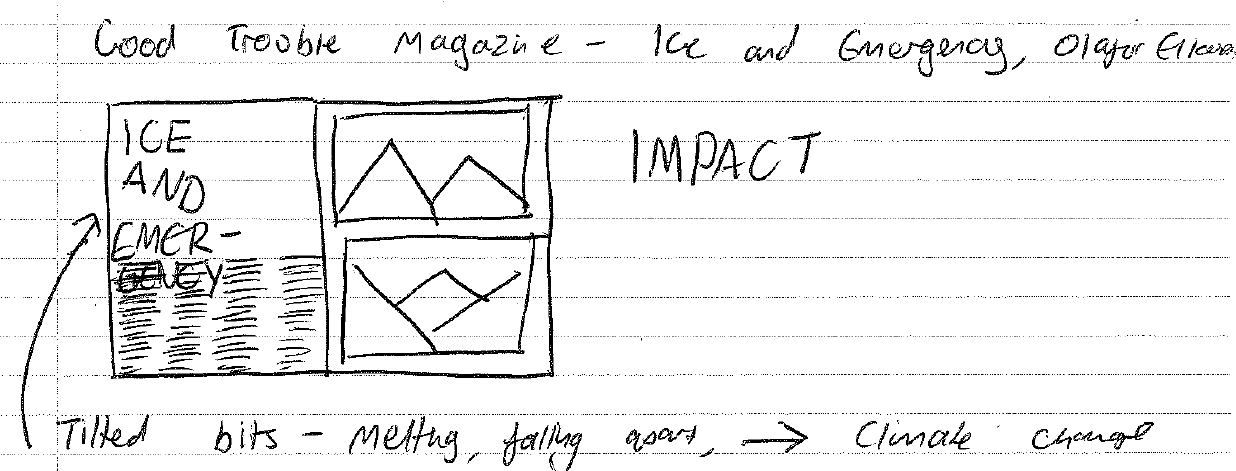 Good Trouble Magazine - Ice and Emergency, Olafur
ICE
AND
EMER-
GENCY
IMPACT
Tilted bits - Melting, falling apart, → Climate change